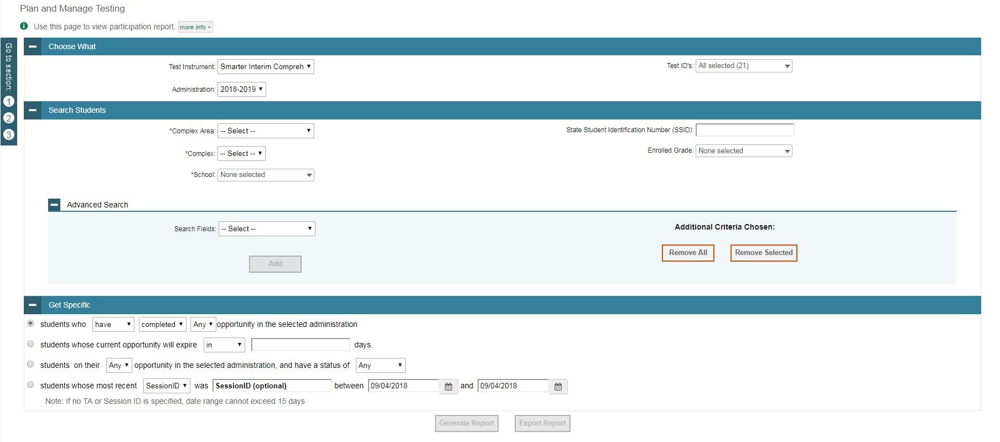 Plan and Manage Testing
Use this page to view participation report. more info
Go to section:
1
2
3
Choose What
Test Instrument: Smarter Interim Compreh
Test ID's: All selected (21)
Administration: 2018-2019
Search Students
*Complex Area: -- Select --
State Student Identification Number (SSID):
*Complex: -- Select --
Enrolled Grade: None selected
*School: None selected
Advanced Search
Search Fields: -- Select --
Additional Criteria Chosen:
Add
Remove All Remove Selected
Get Specific
students who have completed Any opportunity in the selected administration
students whose current opportunity will expire in days.
students on their Any opportunity in the selected administration, and have a status of Any
students whose most recent SessionID was SessionID (optional) between 09/04/2018 and 09/04/2018
Note: If no TA or Session ID is specified, date range cannot exceed 15 days
Generate Report Export Report